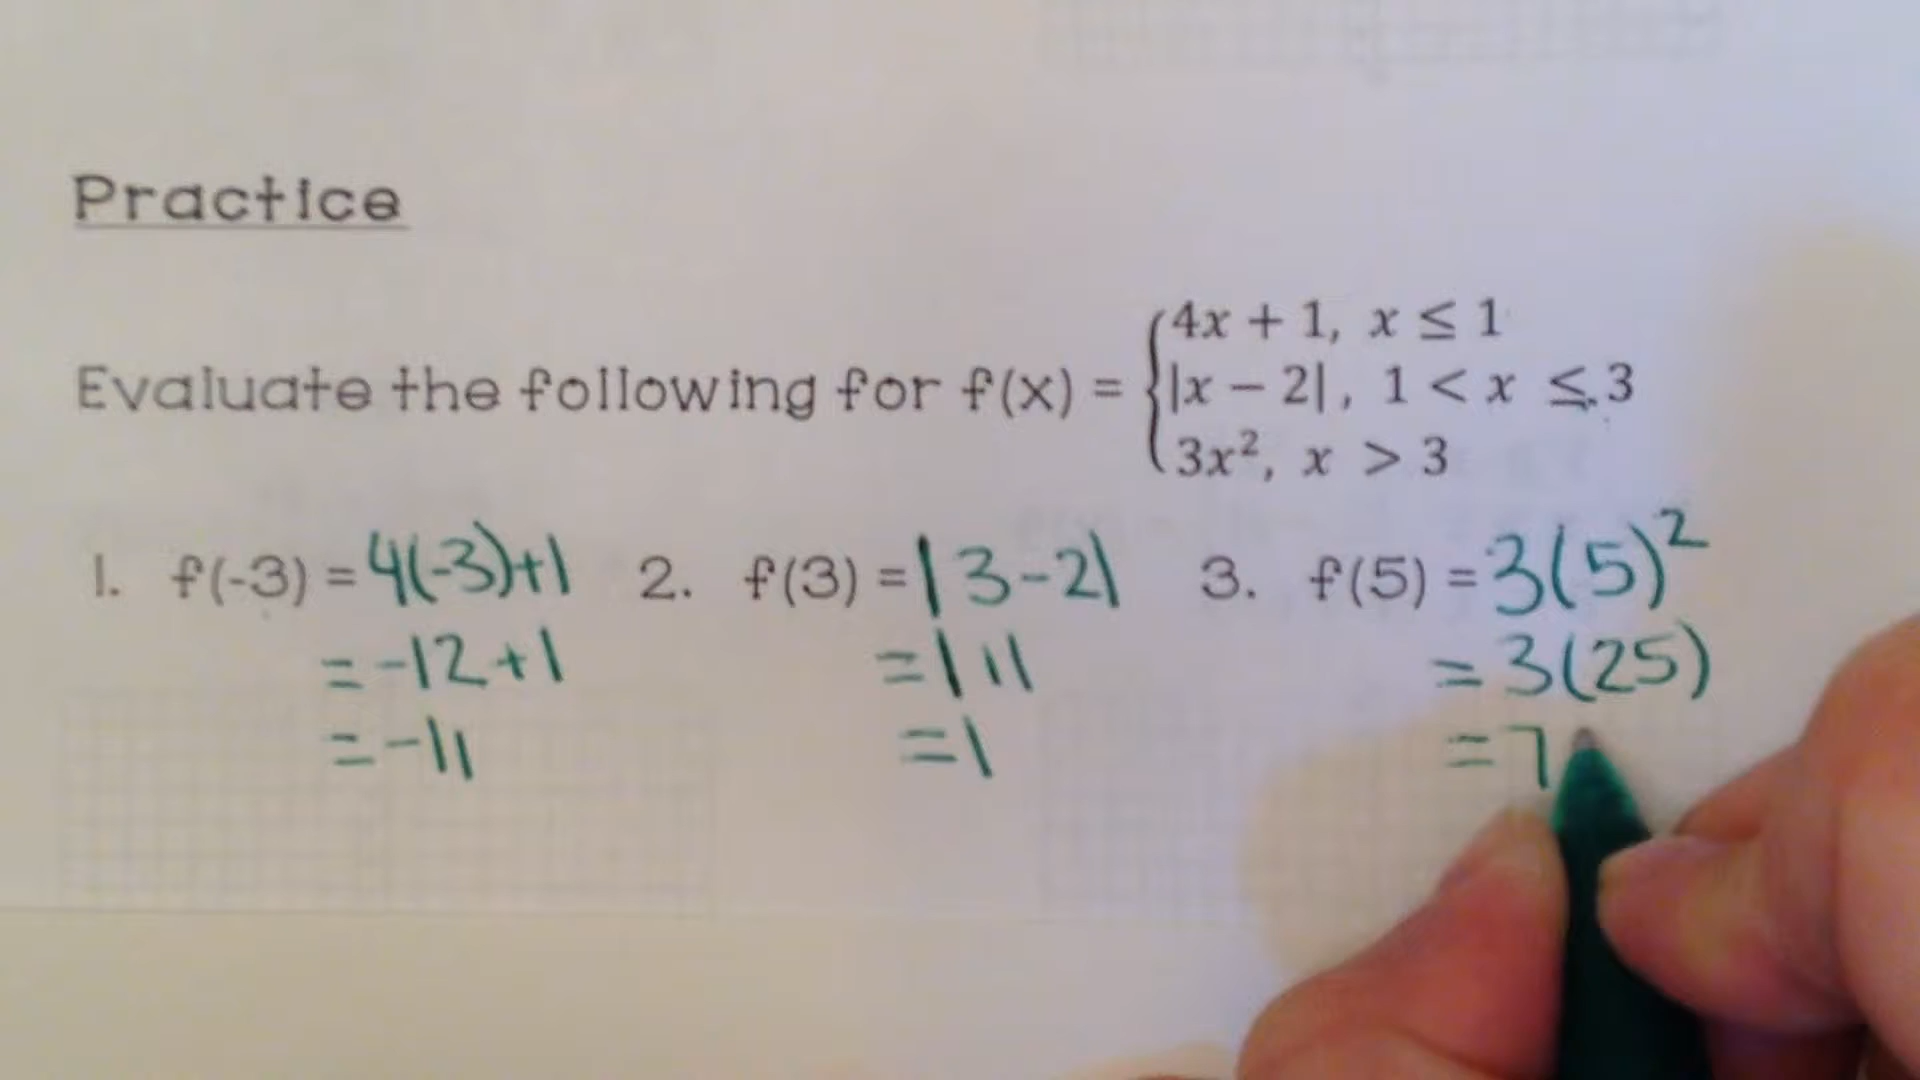 Practice
4x + 1, x ≤ 1
Evaluate the following for f(x) = { |x − 2| , 1 < x ≤ 3
3x², x > 3
1. f(-3) = 4(-3)+1 2. f(3) = |3-2| 3. f(5) = 3(5)²
= -12+1 = |1| = 3(25)
= -11 = 1 = 7